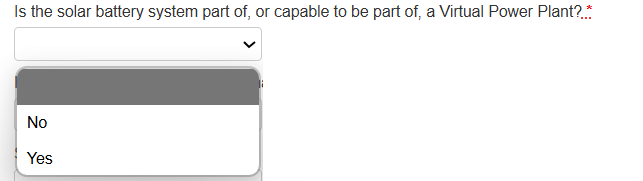 Is the solar battery system part of, or capable to be part of, a Virtual Power Plant?..*
No
Yes